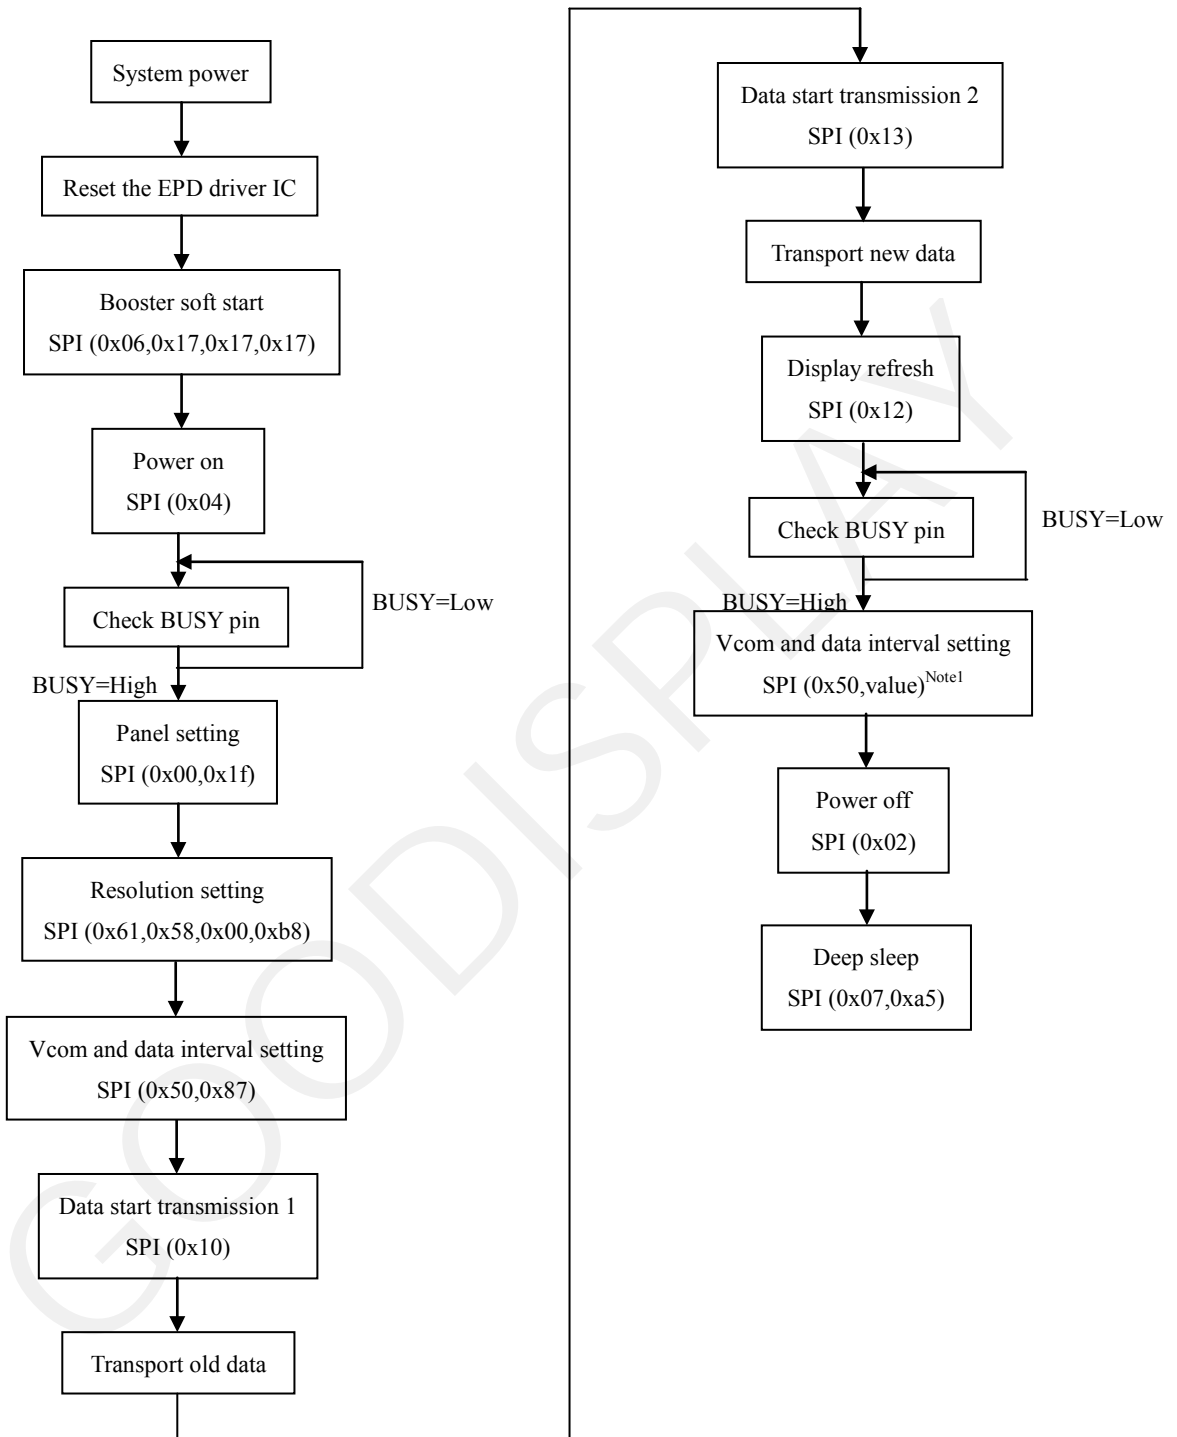 System power
Reset the EPD driver IC
Booster soft start
SPI (0x06,0x17,0x17,0x17)
Power on
SPI (0x04)
Check BUSY pin
BUSY=Low
BUSY=High
Panel setting
SPI (0x00,0x1f)
Resolution setting
SPI (0x61,0x58,0x00,0xb8)
Vcom and data interval setting
SPI (0x50,0x87)
Data start transmission 1
SPI (0x10)
Transport old data
Data start transmission 2
SPI (0x13)
Transport new data
Display refresh
SPI (0x12)
Check BUSY pin
BUSY=Low
BUSY=High
Vcom and data interval setting
SPI (0x50,value)Note1
Power off
SPI (0x02)
Deep sleep
SPI (0x07,0xa5)
GOODISPLAY